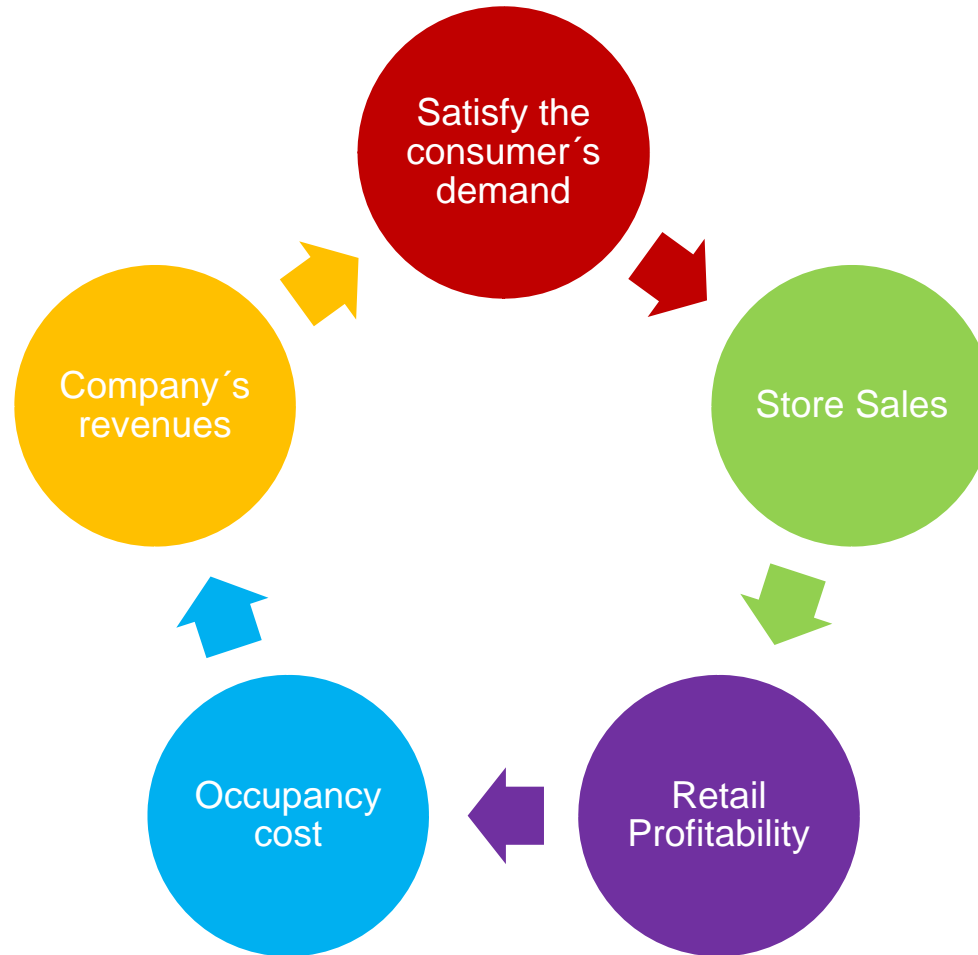 Satisfy the
consumer´s
demand
Store Sales
Retail
Profitability
Occupancy
cost
Company´s
revenues